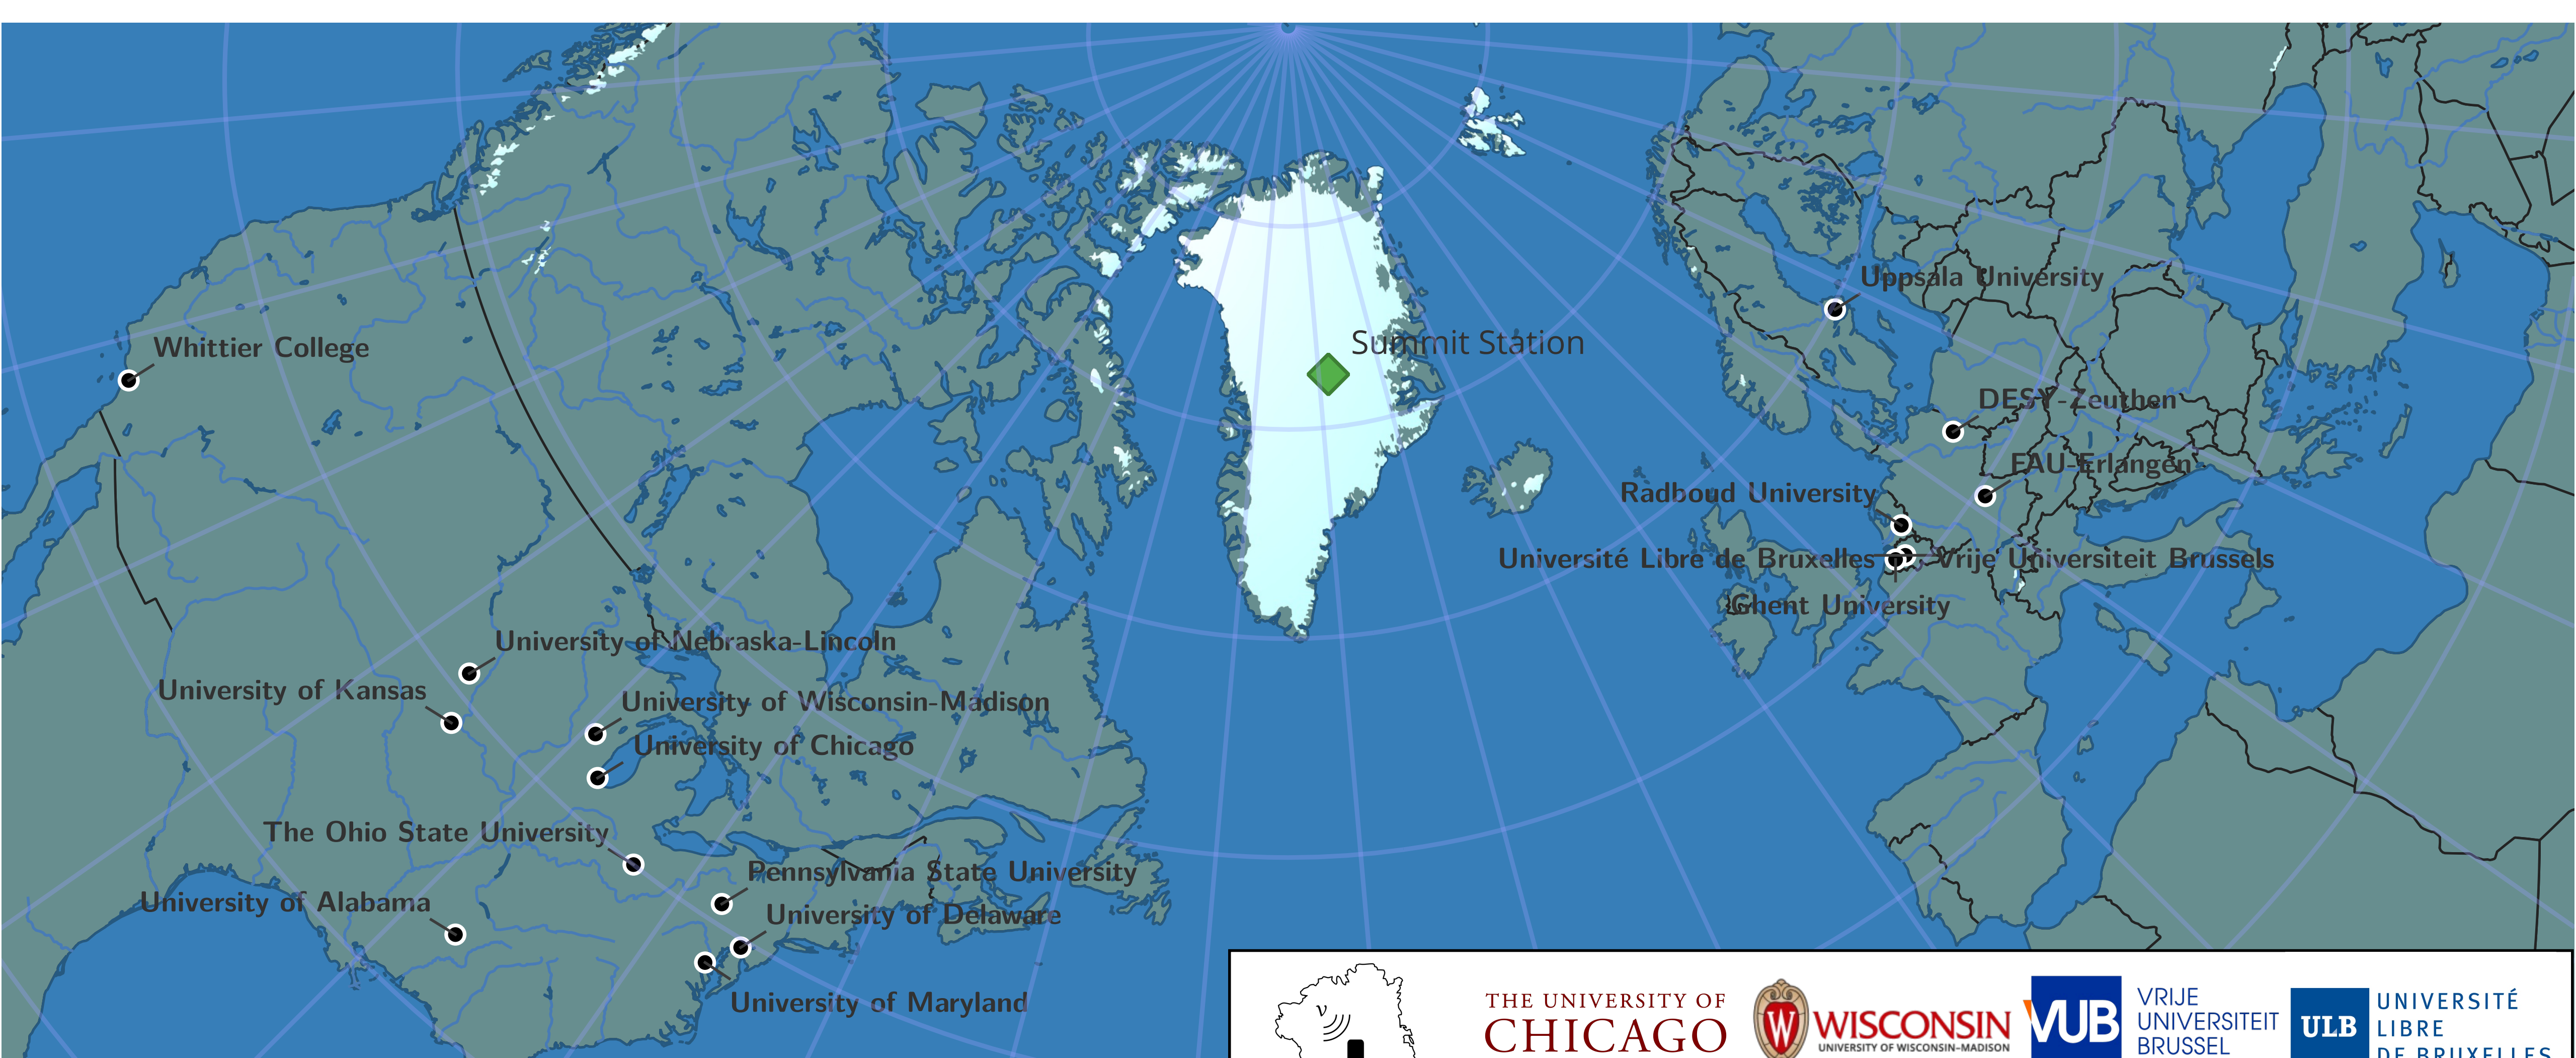 Uppsala University
Summit Station
Whittier College
DESY-Zeuthen
FAU-Erlangen
Radboud University
Université Libre de Bruxelles
Vrije Universiteit Brussels
Ghent University
University of Nebraska-Lincoln
University of Kansas
University of Wisconsin-Madison
University of Chicago
The Ohio State University
Pennsylvania State University
University of Alabama
University of Delaware
University of Maryland
ν
THE UNIVERSITY OF
CHICAGO
W
WISCONSIN
UNIVERSITY OF WISCONSIN–MADISON
VUB
VRIJE
UNIVERSITEIT
BRUSSEL
ULB
UNIVERSITÉ
LIBRE
DE BRUXELLES